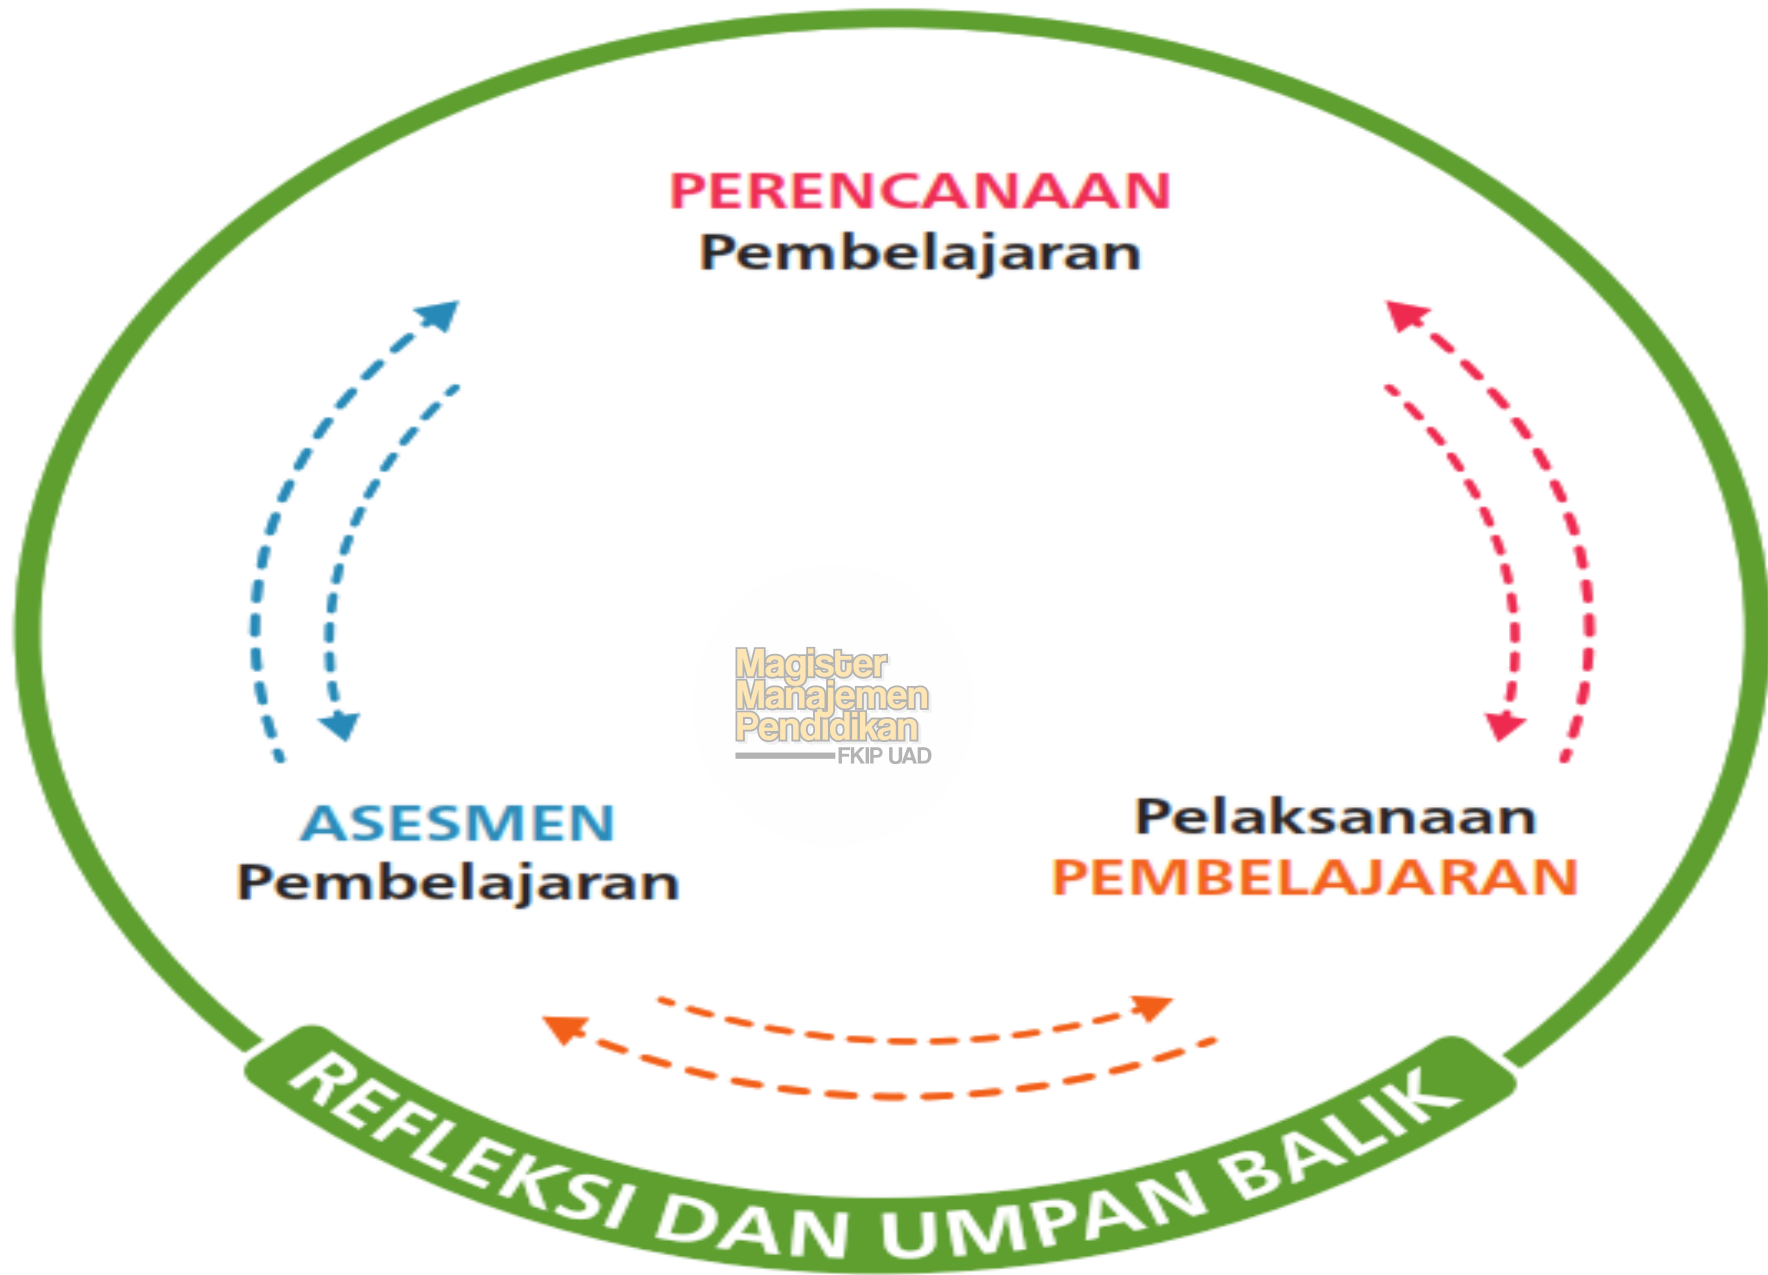 PERENCANAAN
Pembelajaran
Magister
Manajemen
Pendidikan
FKIP UAD
ASESMEN
Pembelajaran
Pelaksanaan
PEMBELAJARAN
REFLEKSI DAN UMPAN BALIK